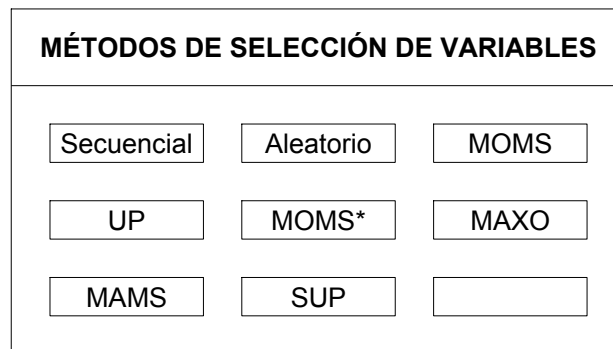 MÉTODOS DE SELECCIÓN DE VARIABLES
Secuencial Aleatorio MOMS
UP MOMS* MAXO
MAMS SUP